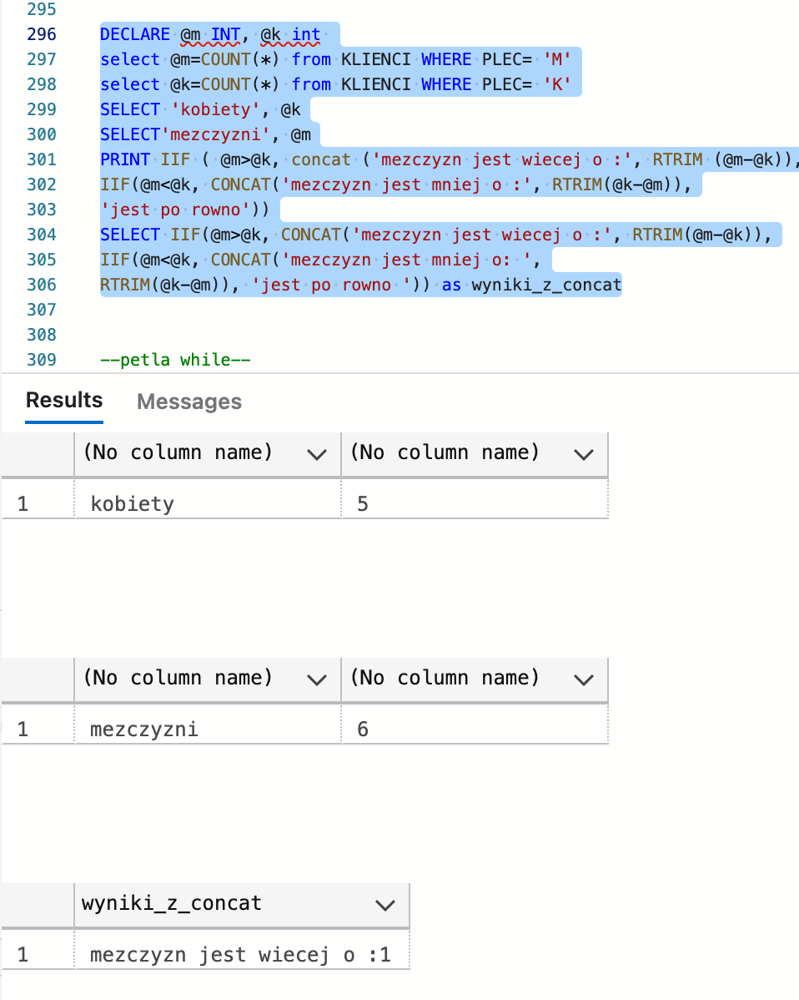 295
296 DECLARE @m INT, @k int
297 select @m=COUNT(*) from KLIENCI WHERE PLEC= 'M'
298 select @k=COUNT(*) from KLIENCI WHERE PLEC= 'K'
299 SELECT 'kobiety', @k
300 SELECT'mezczyzni', @m
301 PRINT IIF ( @m>@k, concat ('mezczyzn jest wiecej o :', RTRIM (@m-@k)),
302 IIF(@m<@k, CONCAT('mezczyzn jest mniej o :', RTRIM(@k-@m)),
303 'jest po rowno'))
304 SELECT IIF(@m>@k, CONCAT('mezczyzn jest wiecej o :', RTRIM(@m-@k)),
305 IIF(@m<@k, CONCAT('mezczyzn jest mniej o: ',
306 RTRIM(@k-@m)), 'jest po rowno ')) as wyniki_z_concat
307
308
309 --petla while--
Results Messages
(No column name) (No column name)
1 kobiety 5
(No column name) (No column name)
1 mezczyzni 6
wyniki_z_concat
1 mezczyzn jest wiecej o :1